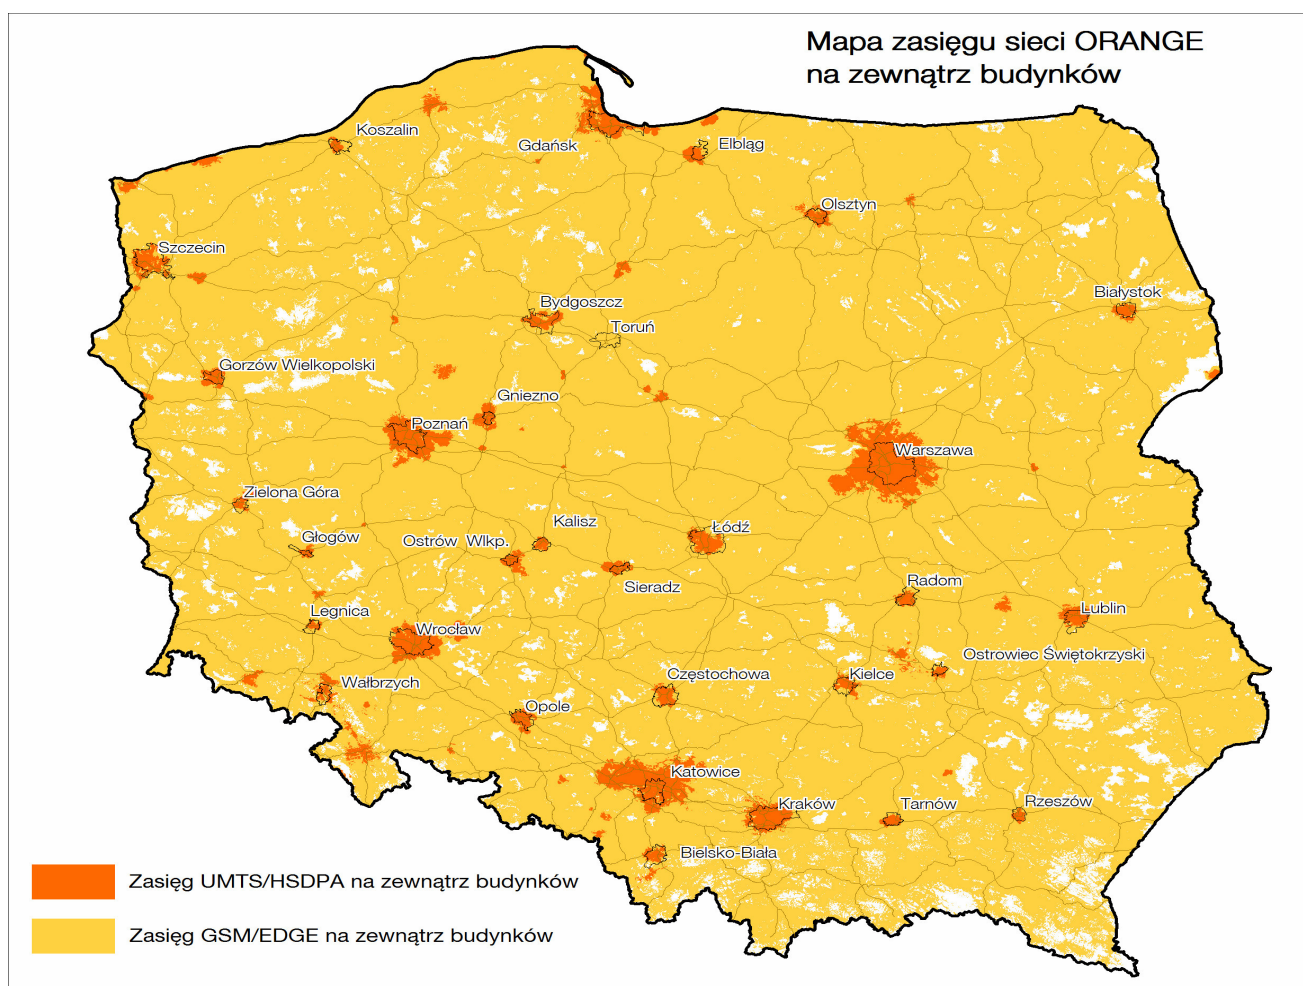 Mapa zasięgu sieci ORANGE
na zewnątrz budynków
Koszalin
Gdańsk
Elbląg
Olsztyn
Szczecin
Białystok
Bydgoszcz
Toruń
Gorzów Wielkopolski
Gniezno
Poznań
Warszawa
Zielona Góra
Kalisz
Łódź
Głogów
Ostrów Wlkp.
Sieradz
Radom
Legnica
Lublin
Wrocław
Ostrowiec Świętokrzyski
Częstochowa
Kielce
Wałbrzych
Opole
Katowice
Kraków
Tarnów
Rzeszów
Bielsko-Biała
Zasięg UMTS/HSDPA na zewnątrz budynków
Zasięg GSM/EDGE na zewnątrz budynków